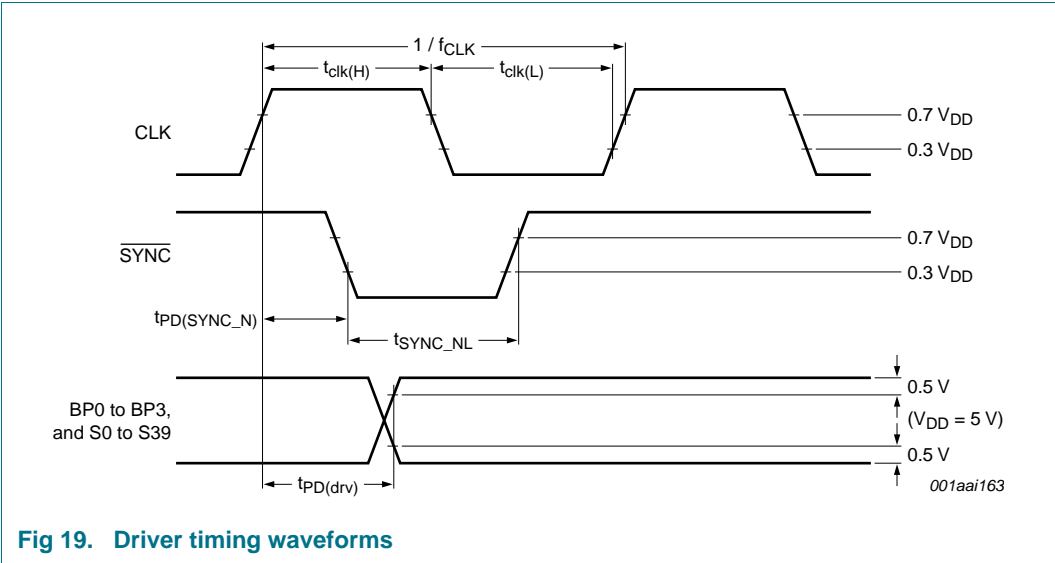 1 / fCLK
tclk(H)
tclk(L)
CLK
0.7 VDD
0.3 VDD
SYNC
0.7 VDD
0.3 VDD
tPD(SYNC_N)
tSYNC_NL
BP0 to BP3,
and S0 to S39
0.5 V
(VDD = 5 V)
0.5 V
tPD(drv)
001aai163
Fig 19. Driver timing waveforms